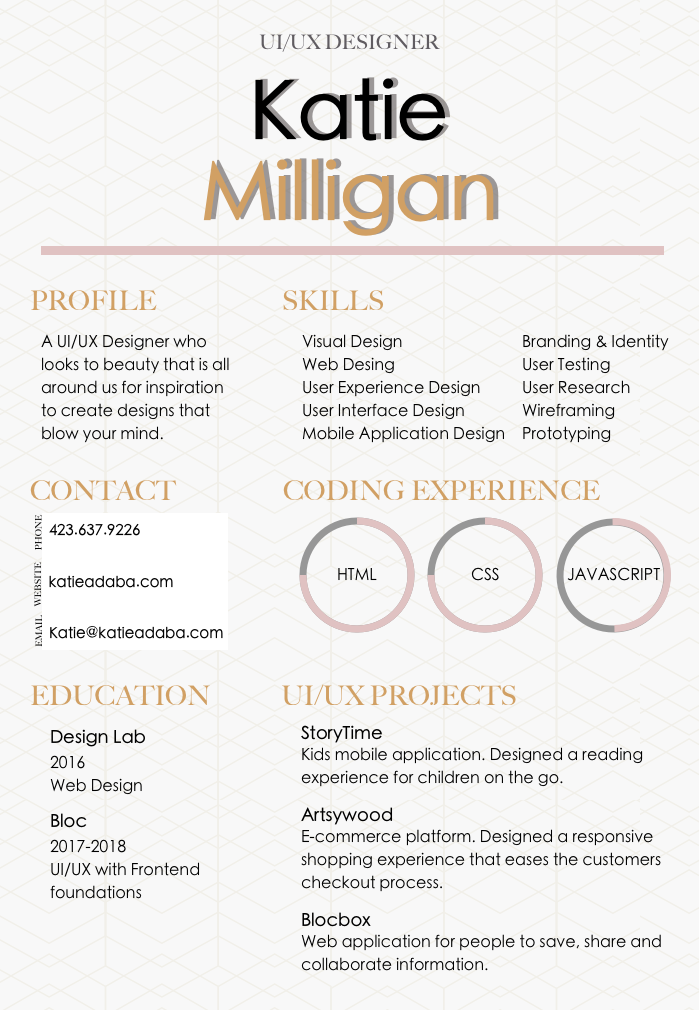 UI/UX DESIGNER
Katie
Milligan
PROFILE
A UI/UX Designer who
looks to beauty that is all
around us for inspiration
to create designs that
blow your mind.
SKILLS
Visual Design
Web Desing
User Experience Design
User Interface Design
Mobile Application Design
Branding & Identity
User Testing
User Research
Wireframing
Prototyping
CONTACT
PHONE 423.637.9226
WEBSITE katieadaba.com
EMAIL Katie@katieadaba.com
CODING EXPERIENCE
HTML
CSS
JAVASCRIPT
EDUCATION
Design Lab
2016
Web Design
Bloc
2017-2018
UI/UX with Frontend
foundations
UI/UX PROJECTS
StoryTime
Kids mobile application. Designed a reading
experience for children on the go.
Artsywood
E-commerce platform. Designed a responsive
shopping experience that eases the customers
checkout process.
Blocbox
Web application for people to save, share and
collaborate information.